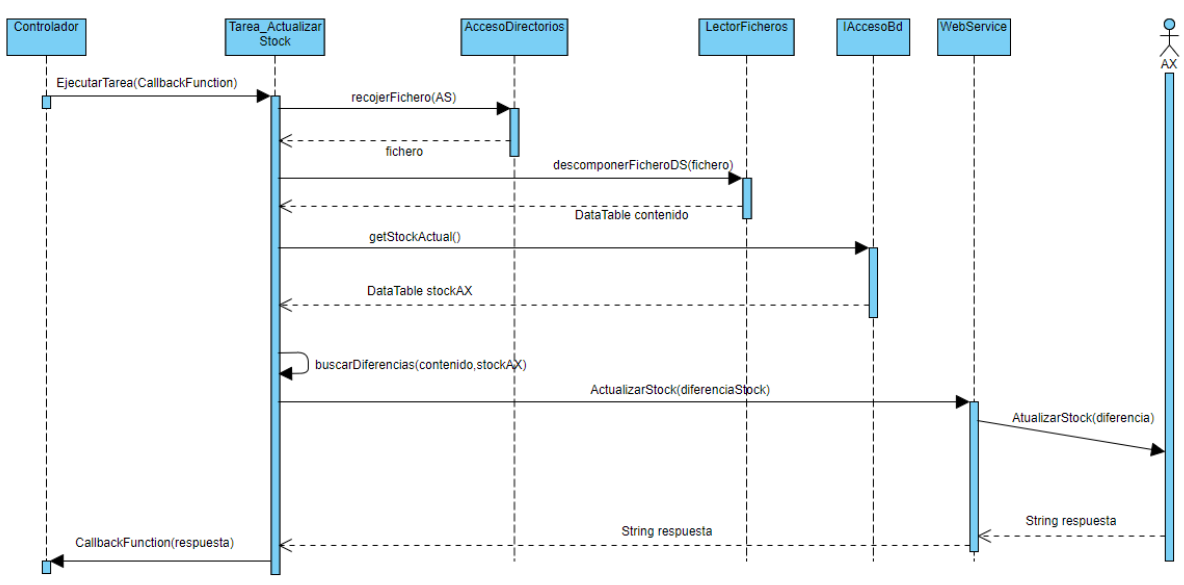 Controlador
Tarea_Actualizar
Stock
AccesoDirectorios
LectorFicheros
IAccesoBd
WebService
AX
EjecutarTarea(CallbackFunction)
recojerFichero(AS)
fichero
descomponerFicheroDS(fichero)
DataTable contenido
getStockActual()
DataTable stockAX
buscarDiferencias(contenido,stockAX)
ActualizarStock(diferenciaStock)
AtualizarStock(diferencia)
String respuesta
String respuesta
CallbackFunction(respuesta)